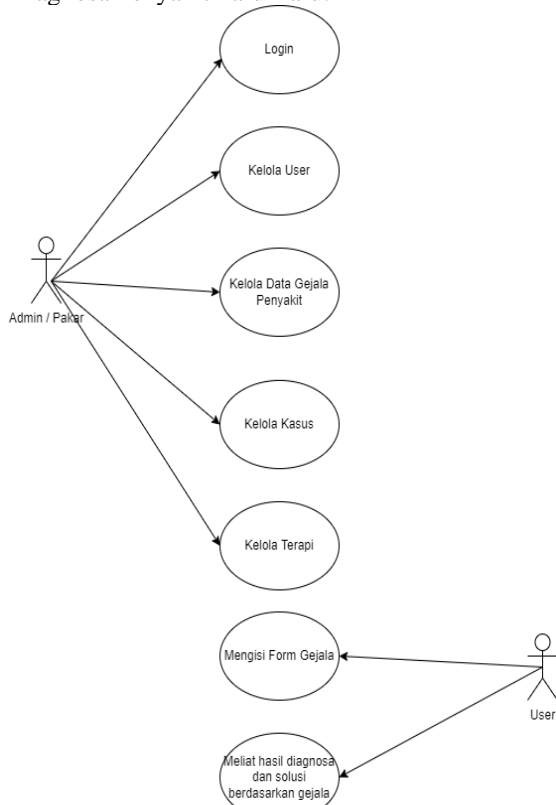 Login
Kelola User
Kelola Data Gejala
Penyakit
Admin / Pakar
Kelola Kasus
Kelola Terapi
Mengisi Form Gejala
User
Meliat hasil diagnosa
dan solusi
berdasarkan gejala